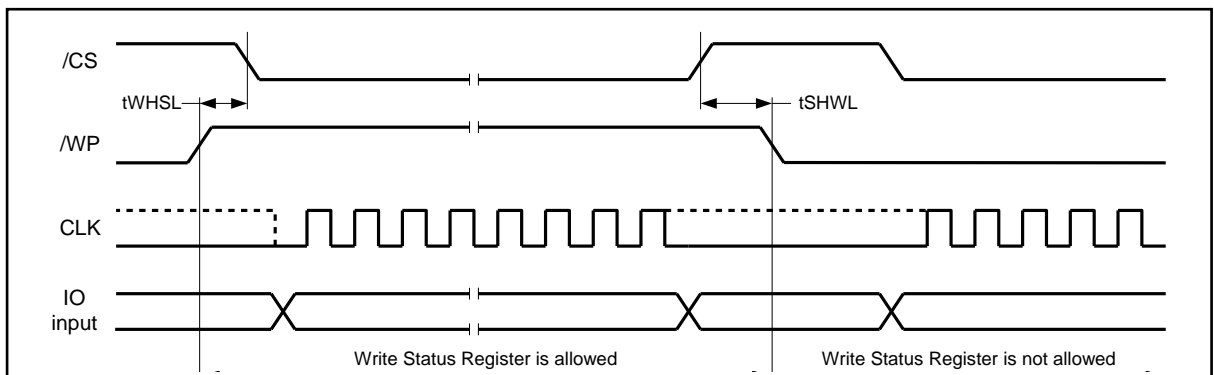 /CS
tWHSL
tSHWL
/WP
CLK
IO
input
Write Status Register is allowed
Write Status Register is not allowed